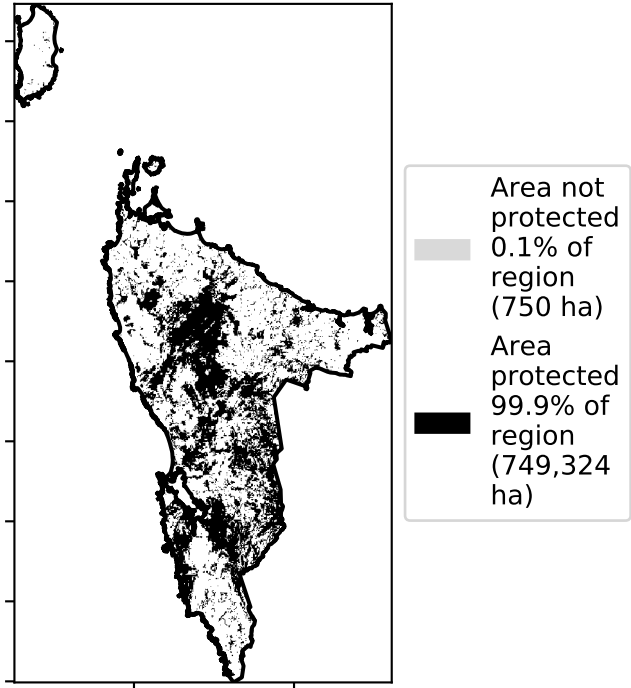 Area not
protected
0.1% of
region
(750 ha)
Area
protected
99.9% of
region
(749,324
ha)